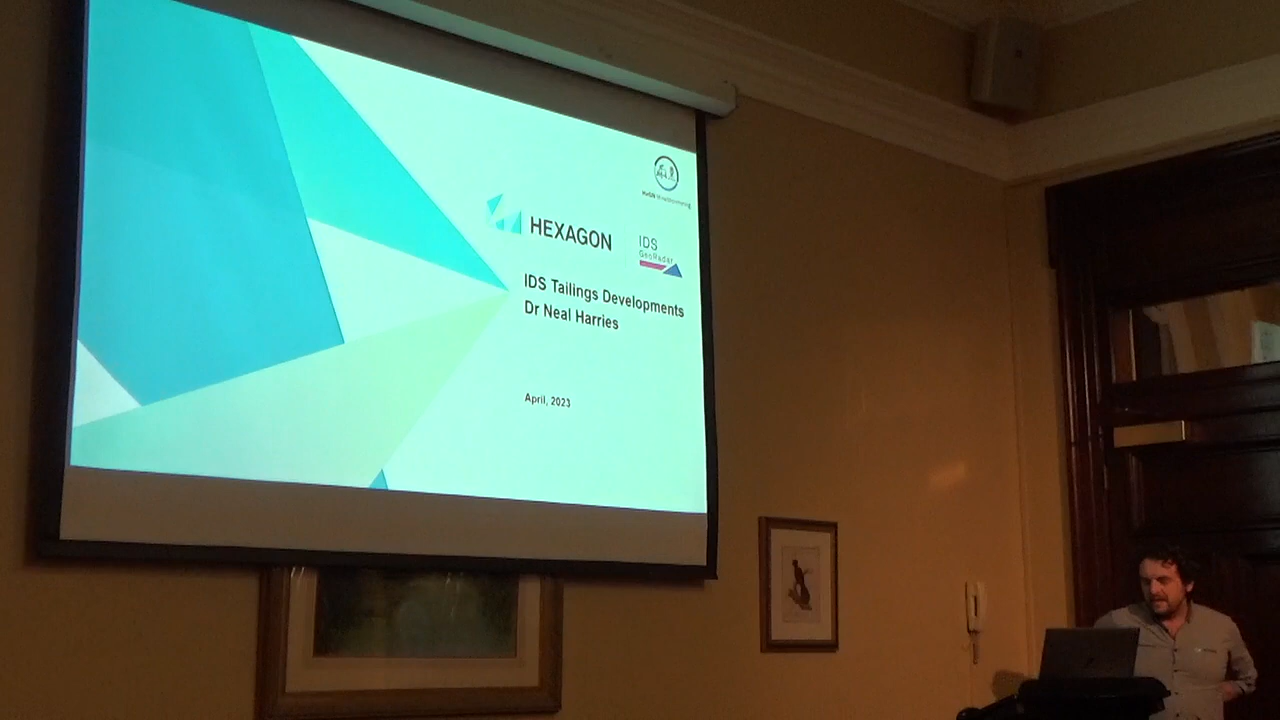 HEXAGON
IDS
GeoRadar
IDS Tailings Developments
Dr Neal Harries
April, 2023